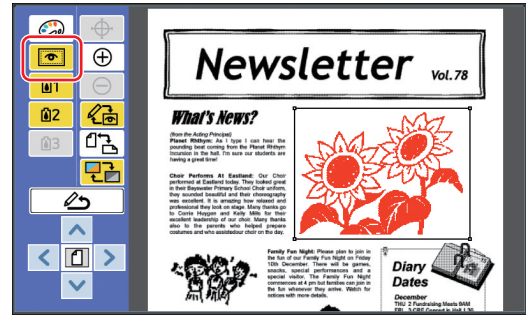 Newsletter Vol.78
1
2
3
What's News?
(from the Acting Principal)
Planet Rhthym: As I type I can hear the
pounding beat coming from the Planet Rhthym
Incursion in the hall. I'm sure our students are
having a great time!
Choir Performs At Eastland: Our Choir
performed at Eastland today. They looked great
in their Bayswater Primary School Choir uniform,
they sounded beautiful and their choreography
was excellent. It is amazing how relaxed and
professional they look on stage. Many thanks go
to Corrie Heygen and Kelly Mills for their
excellent leadership of our choir. Many thanks
also to the parents who helped prepare
costumes and who assisted our choir on the day.
Family Fun Night: Please plan to join in
the fun of our Family Fun Night on Friday
10th December. There will be games,
snacks, special performances and a
special visitor. The Family Fun Night
commences at 4 pm but families can join in
the fun whenever they arrive. Watch for
notices with more details.
Diary
Dates
December
THU 2 Fundraising Meets 9AM